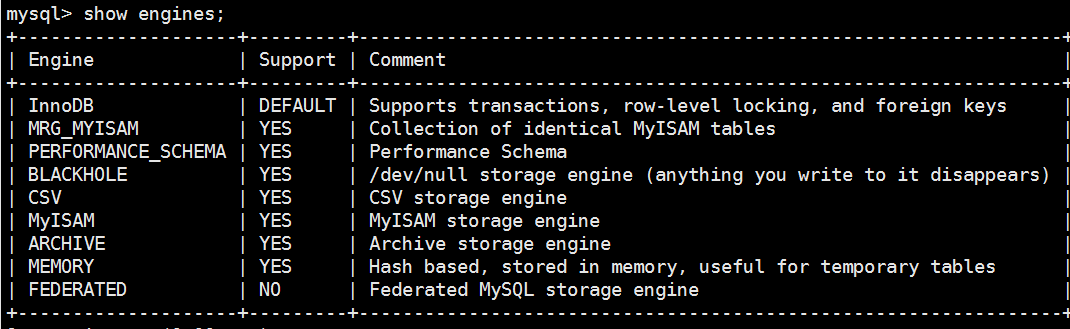 mysql> show engines;
+--------------------+---------+----------------------------------------------------------------+
| Engine             | Support | Comment                                                        |
+--------------------+---------+----------------------------------------------------------------+
| InnoDB             | DEFAULT | Supports transactions, row-level locking, and foreign keys     |
| MRG_MYISAM         | YES     | Collection of identical MyISAM tables                          |
| PERFORMANCE_SCHEMA | YES     | Performance Schema                                             |
| BLACKHOLE          | YES     | /dev/null storage engine (anything you write to it disappears) |
| CSV                | YES     | CSV storage engine                                             |
| MyISAM             | YES     | MyISAM storage engine                                          |
| ARCHIVE            | YES     | Archive storage engine                                         |
| MEMORY             | YES     | Hash based, stored in memory, useful for temporary tables      |
| FEDERATED          | NO      | Federated MySQL storage engine                                 |
+--------------------+---------+----------------------------------------------------------------+